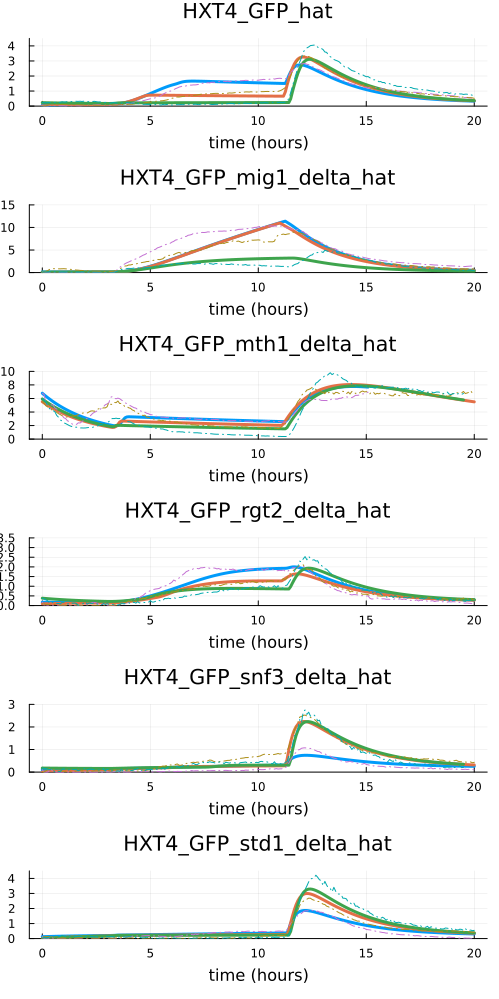 HXT4_GFP_hat
4
3
2
1
0
0 5 10 15 20
time (hours)
HXT4_GFP_mig1_delta_hat
15
10
5
0
0 5 10 15 20
time (hours)
HXT4_GFP_mth1_delta_hat
10
8
6
4
2
0
0 5 10 15 20
time (hours)
HXT4_GFP_rgt2_delta_hat
3.5
3.0
2.5
2.0
1.5
1.0
0.5
0.0
0 5 10 15 20
time (hours)
HXT4_GFP_snf3_delta_hat
3
2
1
0
0 5 10 15 20
time (hours)
HXT4_GFP_std1_delta_hat
4
3
2
1
0
0 5 10 15 20
time (hours)